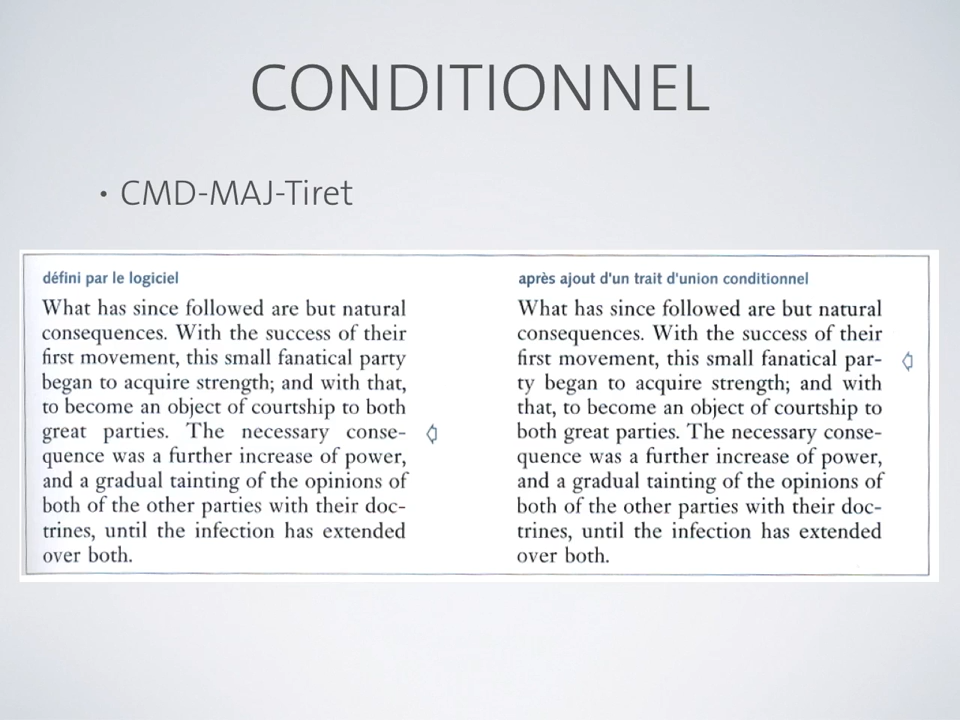 CONDITIONNEL
• CMD-MAJ-Tiret
défini par le logiciel
What has since followed are but natural
consequences. With the success of their
first movement, this small fanatical party
began to acquire strength; and with that,
to become an object of courtship to both
great parties. The necessary conse-
quence was a further increase of power,
and a gradual tainting of the opinions of
both of the other parties with their doc-
trines, until the infection has extended
over both.
après ajout d'un trait d'union conditionnel
What has since followed are but natural
consequences. With the success of their
first movement, this small fanatical par-
ty began to acquire strength; and with
that, to become an object of courtship to
both great parties. The necessary conse-
quence was a further increase of power,
and a gradual tainting of the opinions of
both of the other parties with their doc-
trines, until the infection has extended
over both.